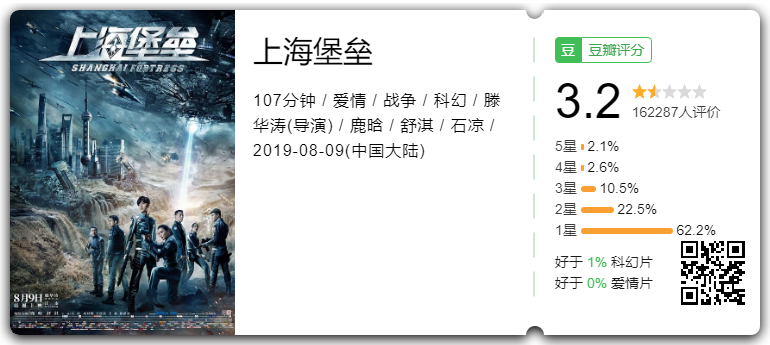 上海堡垒
SHANGHAI FORTRESS
8月9日
上海堡垒
107分钟 / 爱情 / 战争 / 科幻 / 滕
华涛(导演) / 鹿晗 / 舒淇 / 石凉 /
2019-08-09(中国大陆)
豆 豆瓣评分
3.2
162287人评价
5星 2.1%
4星 2.6%
3星 10.5%
2星 22.5%
1星 62.2%
好于 1% 科幻片
好于 0% 爱情片